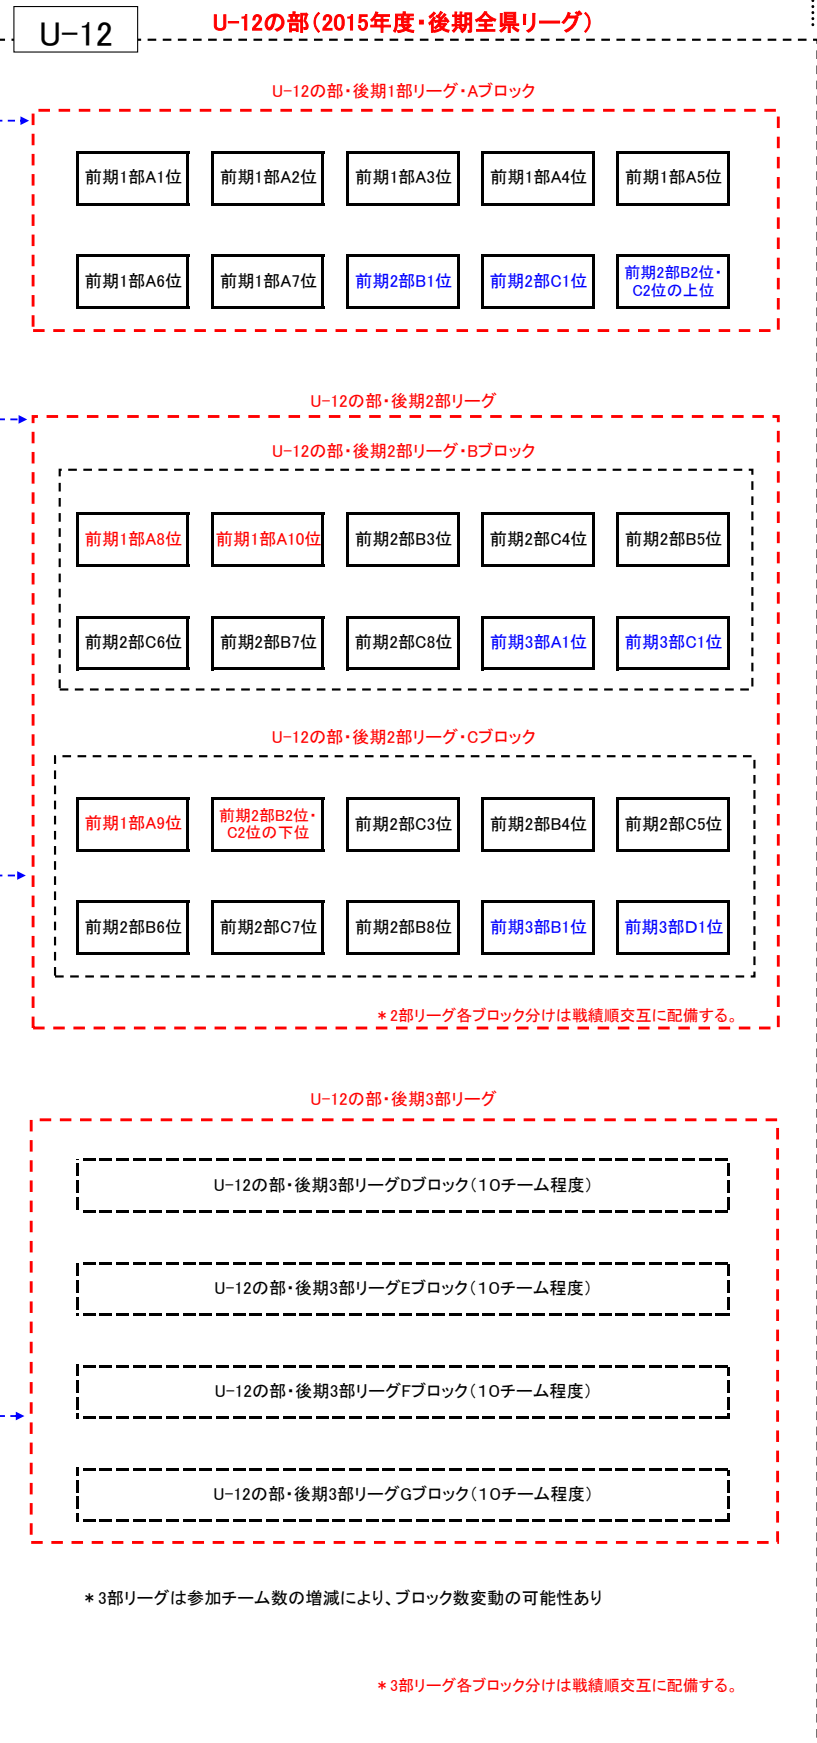 U-12
U-12の部(2015年度・後期全県リーグ)
U-12の部・後期1部リーグ・Aブロック
前期1部A1位
前期1部A2位
前期1部A3位
前期1部A4位
前期1部A5位
前期1部A6位
前期1部A7位
前期2部B1位
前期2部C1位
前期2部B2位・
C2位の上位
U-12の部・後期2部リーグ
U-12の部・後期2部リーグ・Bブロック
前期1部A8位
前期1部A10位
前期2部B3位
前期2部C4位
前期2部B5位
前期2部C6位
前期2部B7位
前期2部C8位
前期3部A1位
前期3部C1位
U-12の部・後期2部リーグ・Cブロック
前期1部A9位
前期2部B2位・
C2位の下位
前期2部C3位
前期2部B4位
前期2部C5位
前期2部B6位
前期2部C7位
前期2部B8位
前期3部B1位
前期3部D1位
＊2部リーグ各ブロック分けは戦績順交互に配備する。
U-12の部・後期3部リーグ
U-12の部・後期3部リーグDブロック(１０チーム程度)
U-12の部・後期3部リーグEブロック(１０チーム程度)
U-12の部・後期3部リーグFブロック(１０チーム程度)
U-12の部・後期3部リーグGブロック(１０チーム程度)
＊3部リーグは参加チーム数の増減により、ブロック数変動の可能性あり
＊3部リーグ各ブロック分けは戦績順交互に配備する。